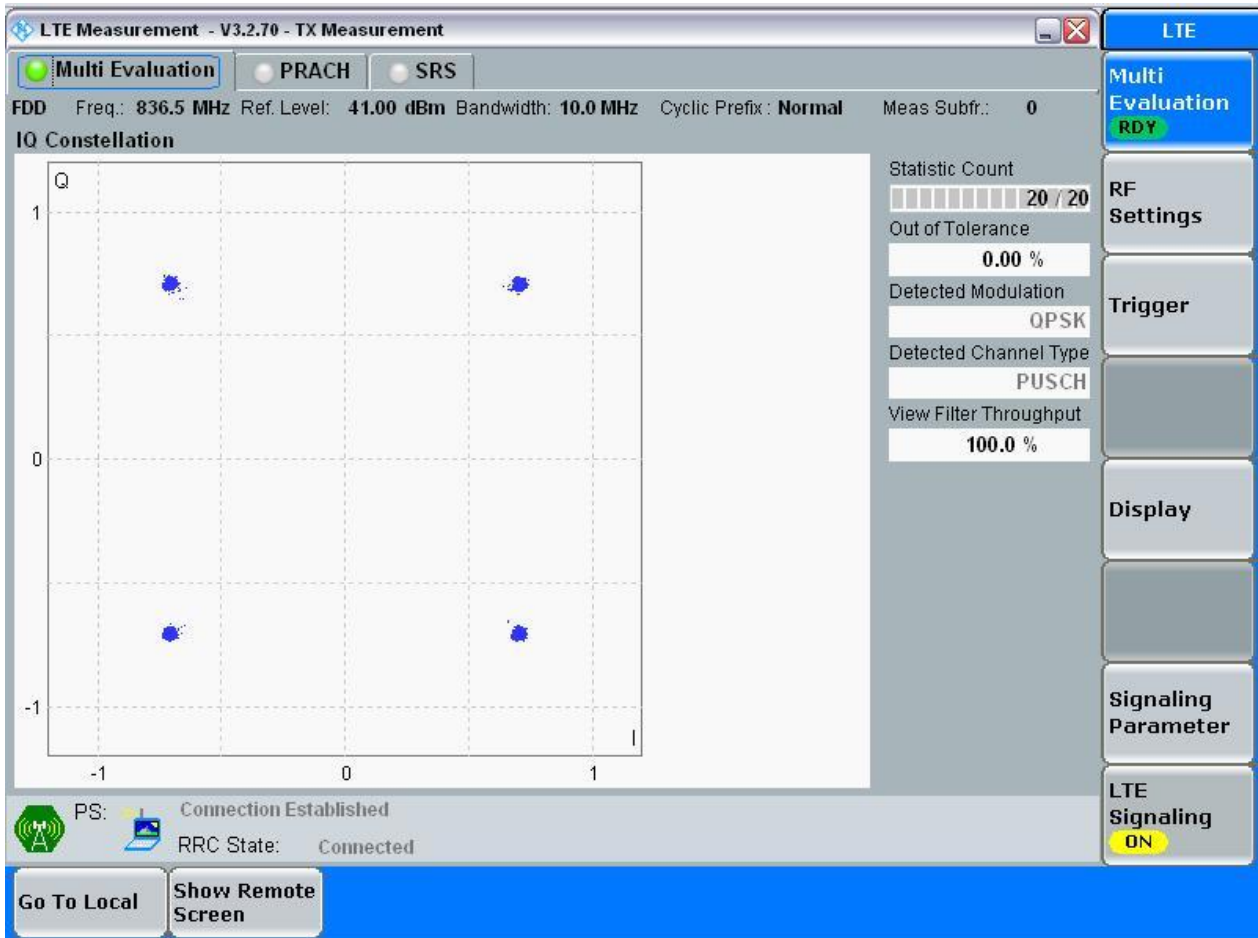 LTE Measurement - V3.2.70 - TX Measurement
LTE
Multi Evaluation PRACH SRS
Multi
Evaluation
RDY
FDD Freq.: 836.5 MHz Ref. Level: 41.00 dBm Bandwidth: 10.0 MHz Cyclic Prefix : Normal Meas Subfr.: 0
IQ Constellation
Q
1
0
-1
I
-1 0 1
Statistic Count
20 / 20
Out of Tolerance
0.00 %
Detected Modulation
QPSK
Detected Channel Type
PUSCH
View Filter Throughput
100.0 %
RF
Settings
Trigger
Display
Signaling
Parameter
LTE
Signaling
ON
PS: Connection Established
RRC State: Connected
Go To Local
Show Remote
Screen